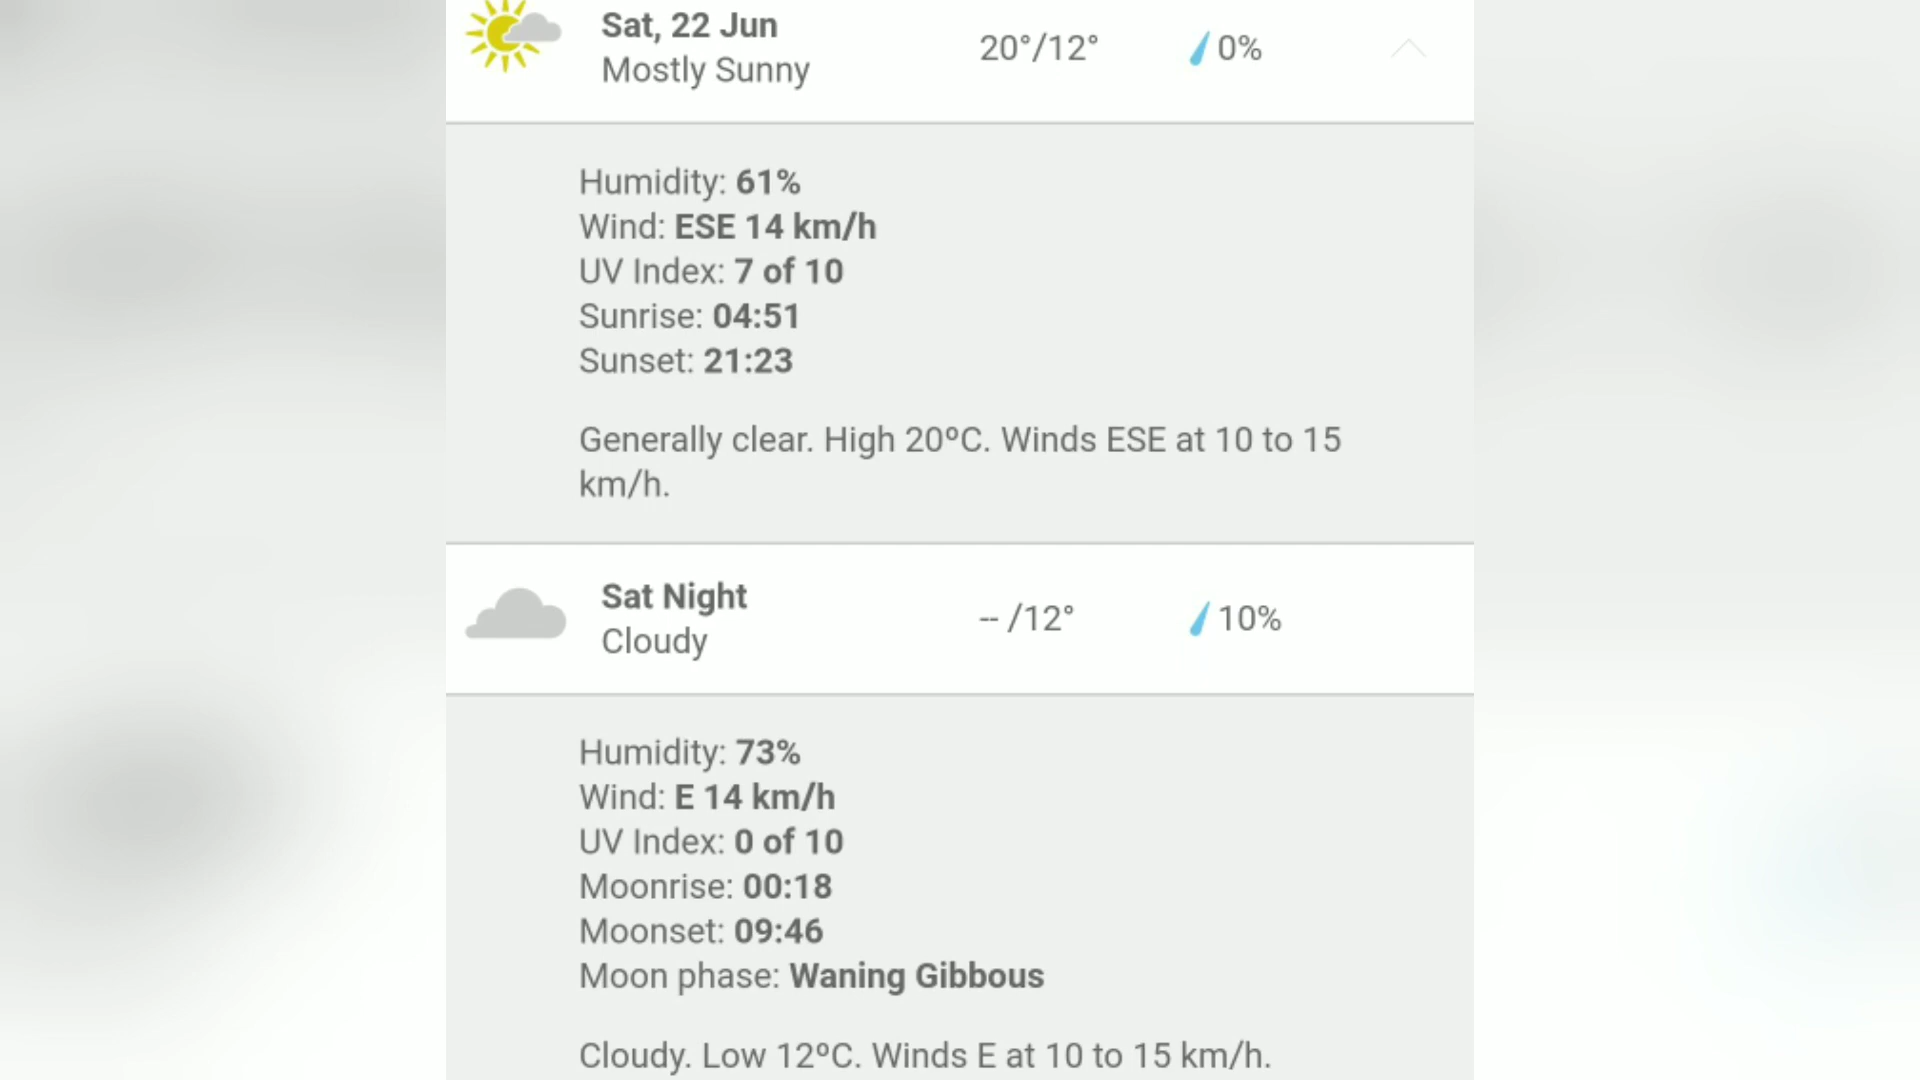 Sat, 22 Jun
Mostly Sunny
20°/12°
0%
Humidity: 61%
Wind: ESE 14 km/h
UV Index: 7 of 10
Sunrise: 04:51
Sunset: 21:23
Generally clear. High 20ºC. Winds ESE at 10 to 15
km/h.
Sat Night
Cloudy
-- /12°
10%
Humidity: 73%
Wind: E 14 km/h
UV Index: 0 of 10
Moonrise: 00:18
Moonset: 09:46
Moon phase: Waning Gibbous
Cloudy. Low 12ºC. Winds E at 10 to 15 km/h.